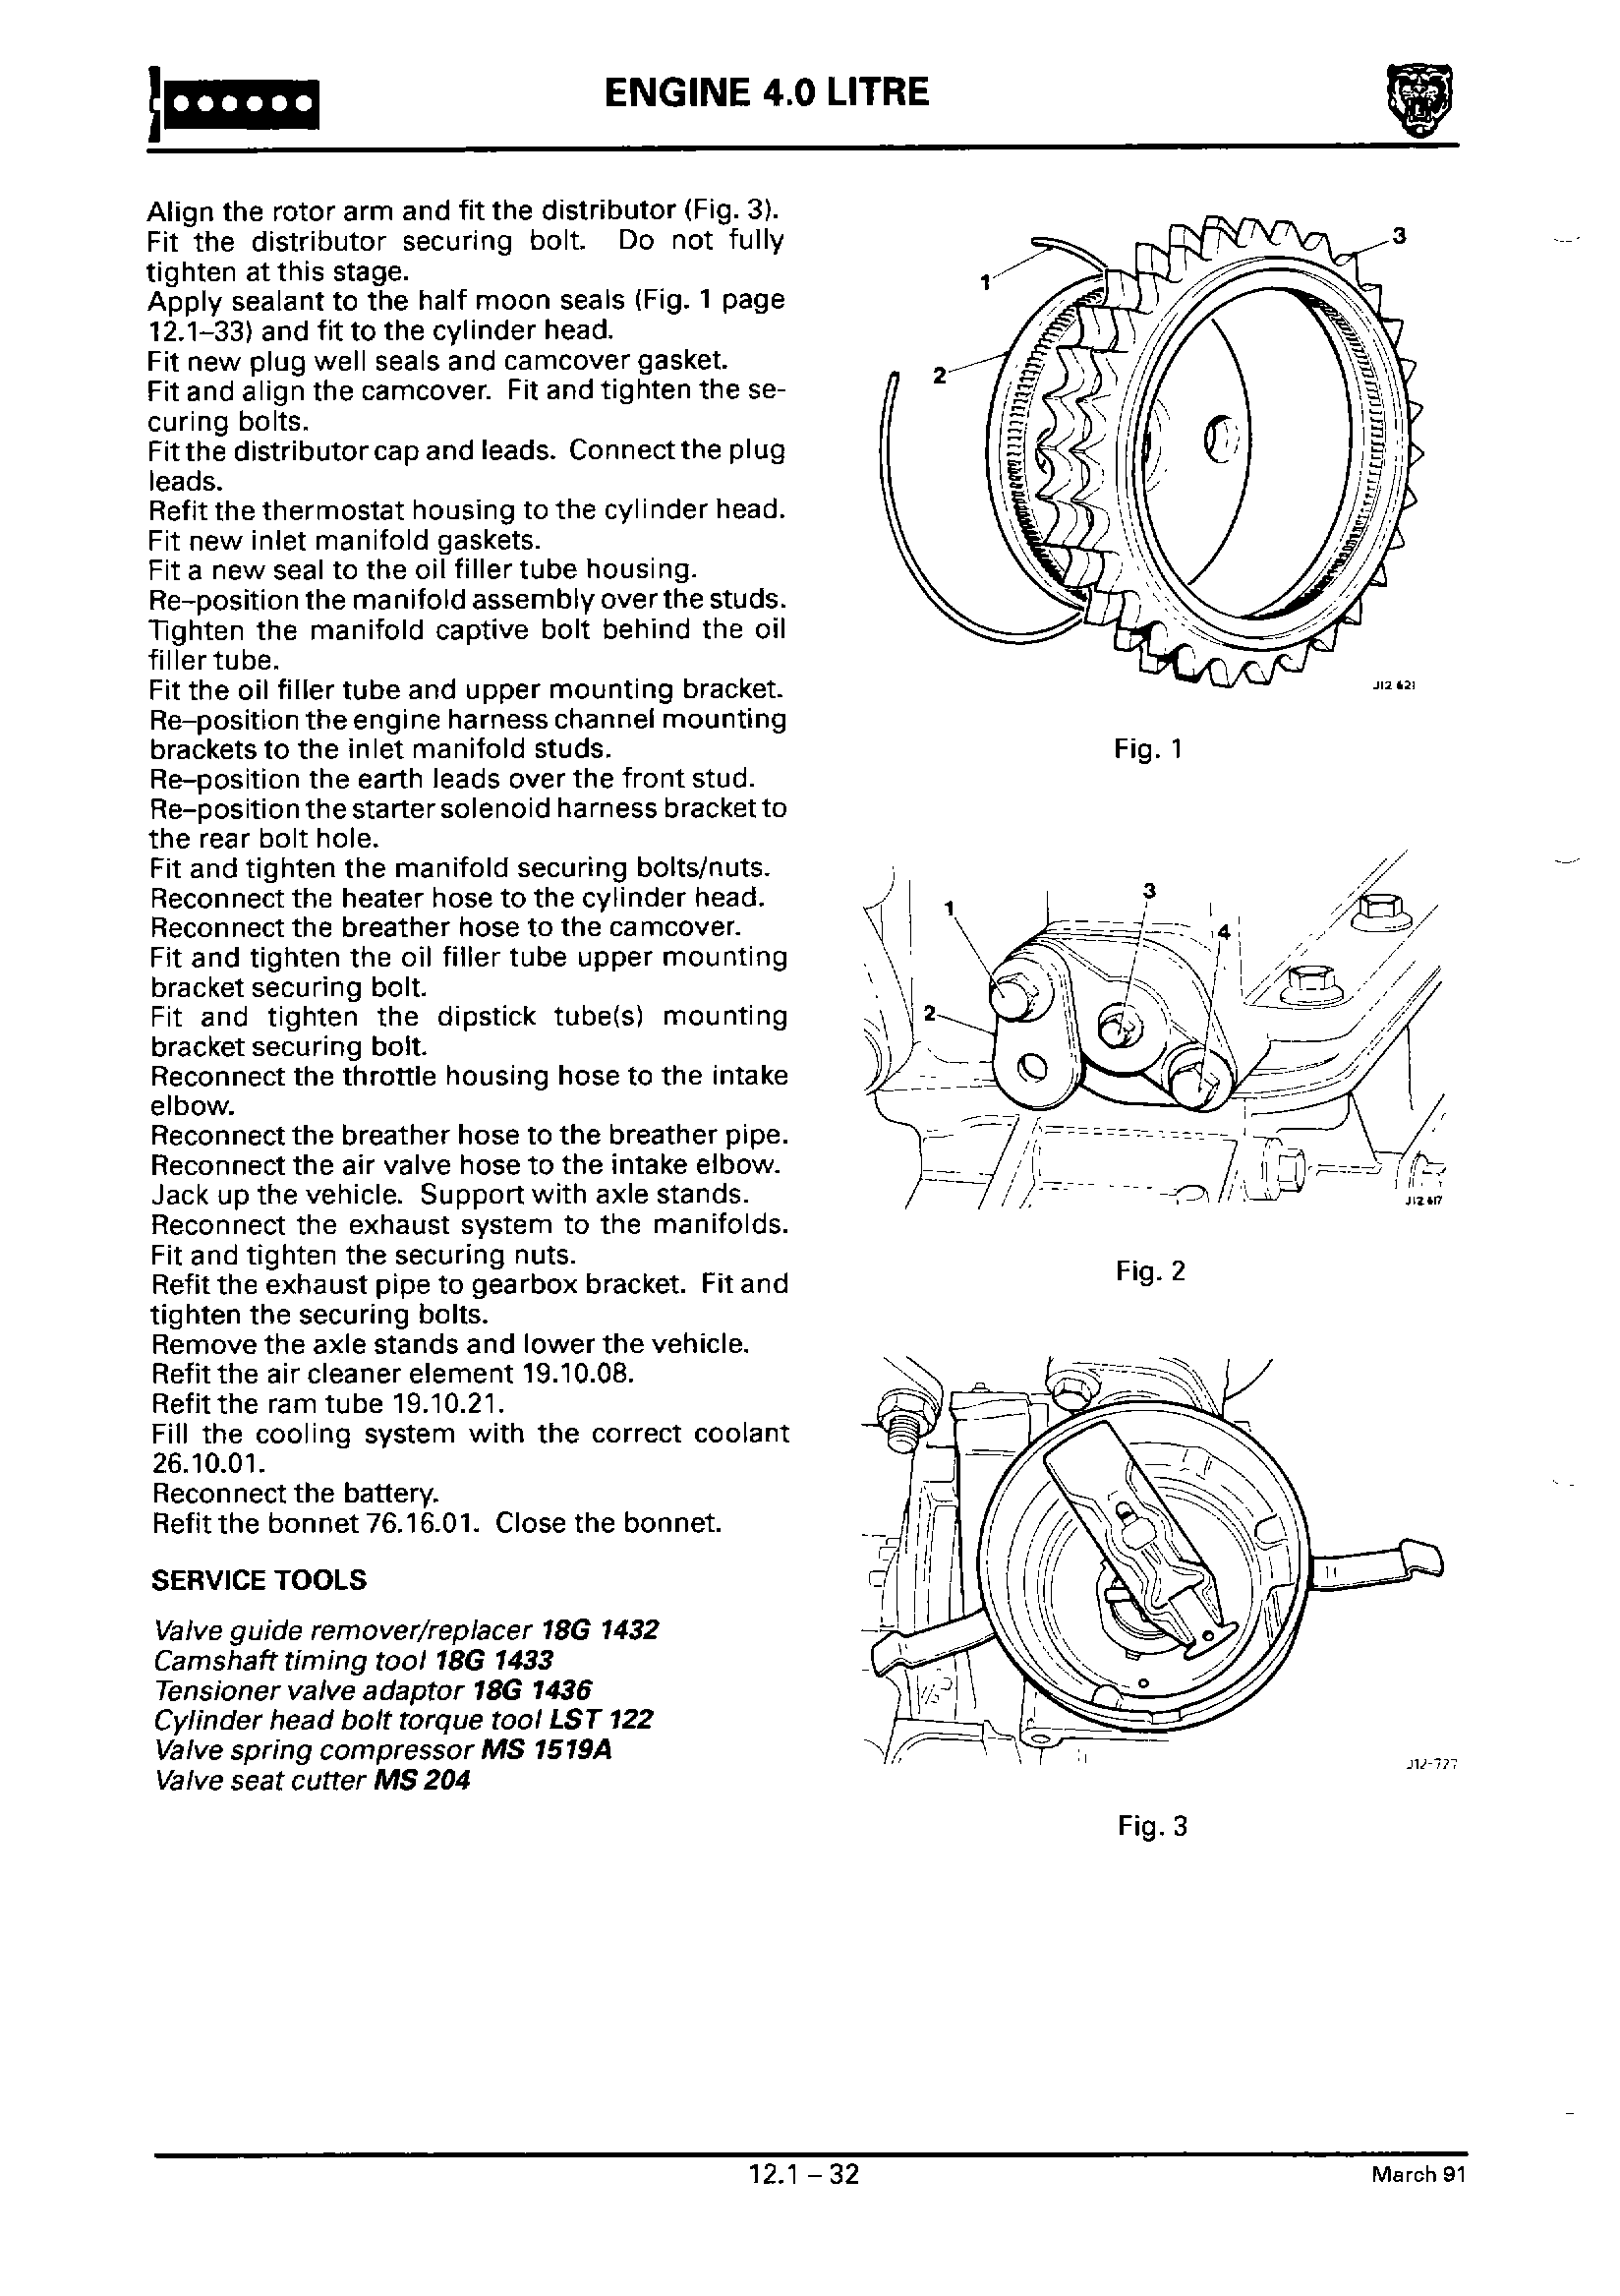 ENGINE 4.0 LITRE
Align the rotor arm and fit the distributor (Fig. 3).
Fit the distributor securing bolt. Do not fully
tighten at this stage.
Apply sealant to the half moon seals (Fig. 1 page
12.1–33) and fit to the cylinder head.
Fit new plug well seals and camcover gasket.
Fit and align the camcover. Fit and tighten the se-
curing bolts.
Fit the distributor cap and leads. Connect the plug
leads.
Refit the thermostat housing to the cylinder head.
Fit new inlet manifold gaskets.
Fit a new seal to the oil filler tube housing.
Re–position the manifold assembly over the studs.
Tighten the manifold captive bolt behind the oil
filler tube.
Fit the oil filler tube and upper mounting bracket.
Re–position the engine harness channel mounting
brackets to the inlet manifold studs.
Re–position the earth leads over the front stud.
Re–position the starter solenoid harness bracket to
the rear bolt hole.
Fit and tighten the manifold securing bolts/nuts.
Reconnect the heater hose to the cylinder head.
Reconnect the breather hose to the camcover.
Fit and tighten the oil filler tube upper mounting
bracket securing bolt.
Fit and tighten the dipstick tube(s) mounting
bracket securing bolt.
Reconnect the throttle housing hose to the intake
elbow.
Reconnect the breather hose to the breather pipe.
Reconnect the air valve hose to the intake elbow.
Jack up the vehicle. Support with axle stands.
Reconnect the exhaust system to the manifolds.
Fit and tighten the securing nuts.
Refit the exhaust pipe to gearbox bracket. Fit and
tighten the securing bolts.
Remove the axle stands and lower the vehicle.
Refit the air cleaner element 19.10.08.
Refit the ram tube 19.10.21.
Fill the cooling system with the correct coolant
26.10.01.
Reconnect the battery.
Refit the bonnet 76.16.01. Close the bonnet.
SERVICE TOOLS
Valve guide remover/replacer 18G 1432
Camshaft timing tool 18G 1433
Tensioner valve adaptor 18G 1436
Cylinder head bolt torque tool LST 122
Valve spring compressor MS 1519A
Valve seat cutter MS 204
1
2
3
J12 621
Fig. 1
1
2
3
4
J12 617
Fig. 2
J12-727
Fig. 3
12.1 – 32
March 91